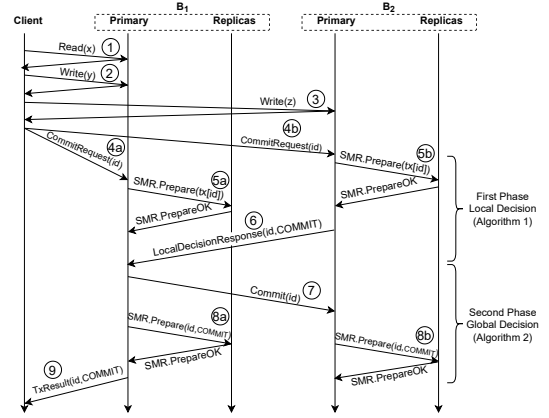 B1
B2
Client
Primary
Replicas
Primary
Replicas
Read(x)
1
Write(y)
2
Write(z)
3
4b
CommitRequest(id)
CommitRequest(id)
4a
SMR.Prepare(tx[id])
5b
SMR.Prepare(tx[id])
5a
SMR.PrepareOK
SMR.PrepareOK
6
LocalDecisionResponse(id,COMMIT)
First Phase
Local Decision
(Algorithm 1)
Commit(id)
7
8a
SMR.Prepare(id,COMMIT)
SMR.PrepareOK
SMR.Prepare(id,COMMIT)
8b
SMR.PrepareOK
Second Phase
Global Decision
(Algorithm 2)
9
TxResult(id,COMMIT)